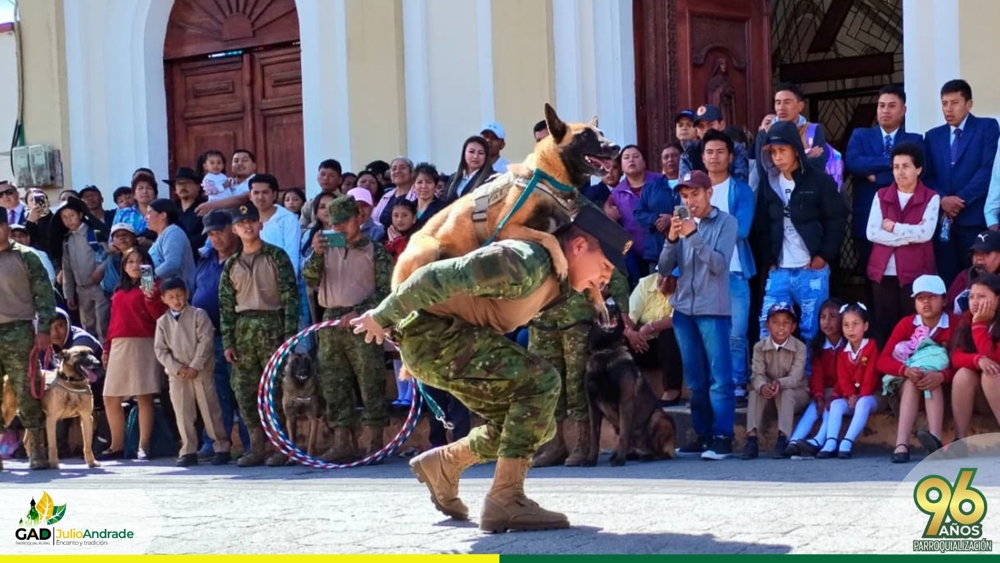 GAD
PARROQUIAL RURAL
JulioAndrade
Encanto y tradición
96
AÑOS
PARROQUIALIZACIÓN